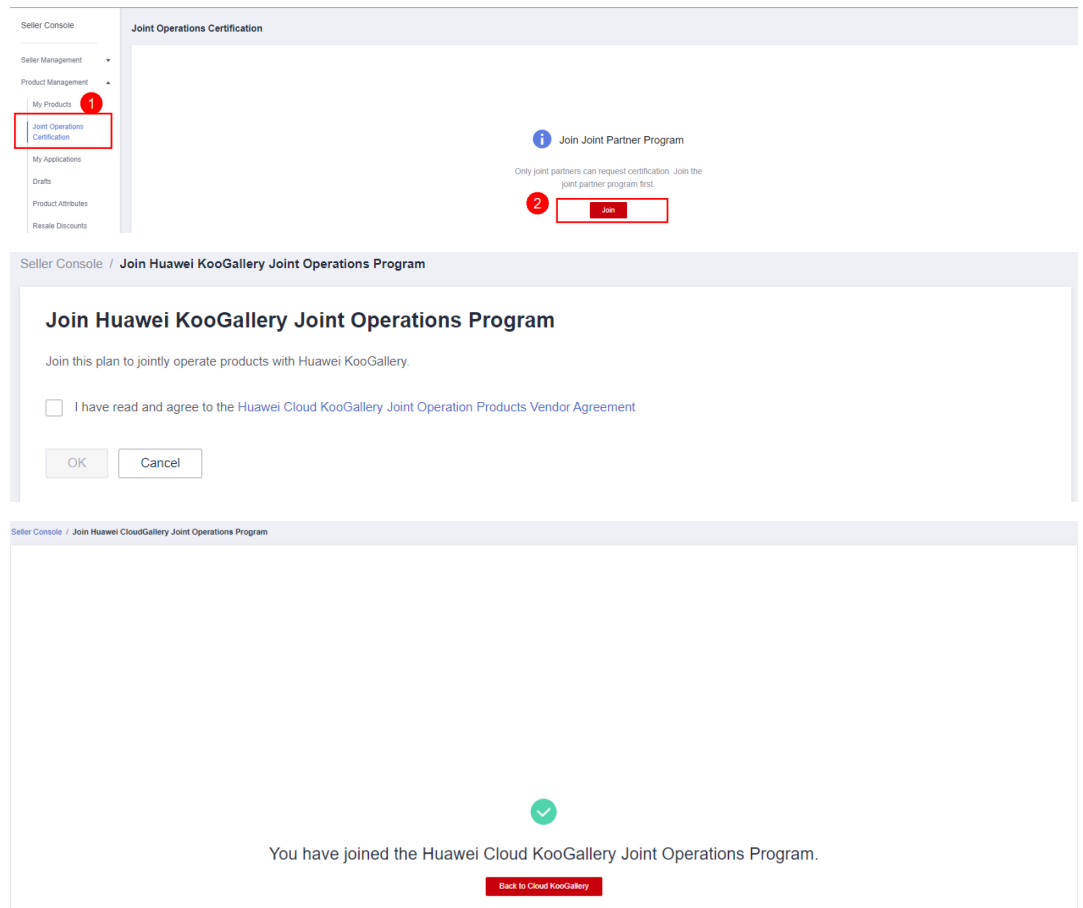 Seller Console
Joint Operations Certification
Seller Management
Product Management
My Products
1
Joint Operations
Certification
My Applications
Drafts
Product Attributes
Resale Discounts
Join Joint Partner Program
Only joint partners can request certification. Join the
joint partner program first.
2
Join
Seller Console / Join Huawei KooGallery Joint Operations Program
Join Huawei KooGallery Joint Operations Program
Join this plan to jointly operate products with Huawei KooGallery.
I have read and agree to the Huawei Cloud KooGallery Joint Operation Products Vendor Agreement
OK
Cancel
Seller Console / Join Huawei CloudGallery Joint Operations Program
You have joined the Huawei Cloud KooGallery Joint Operations Program.
Back to Cloud KooGallery